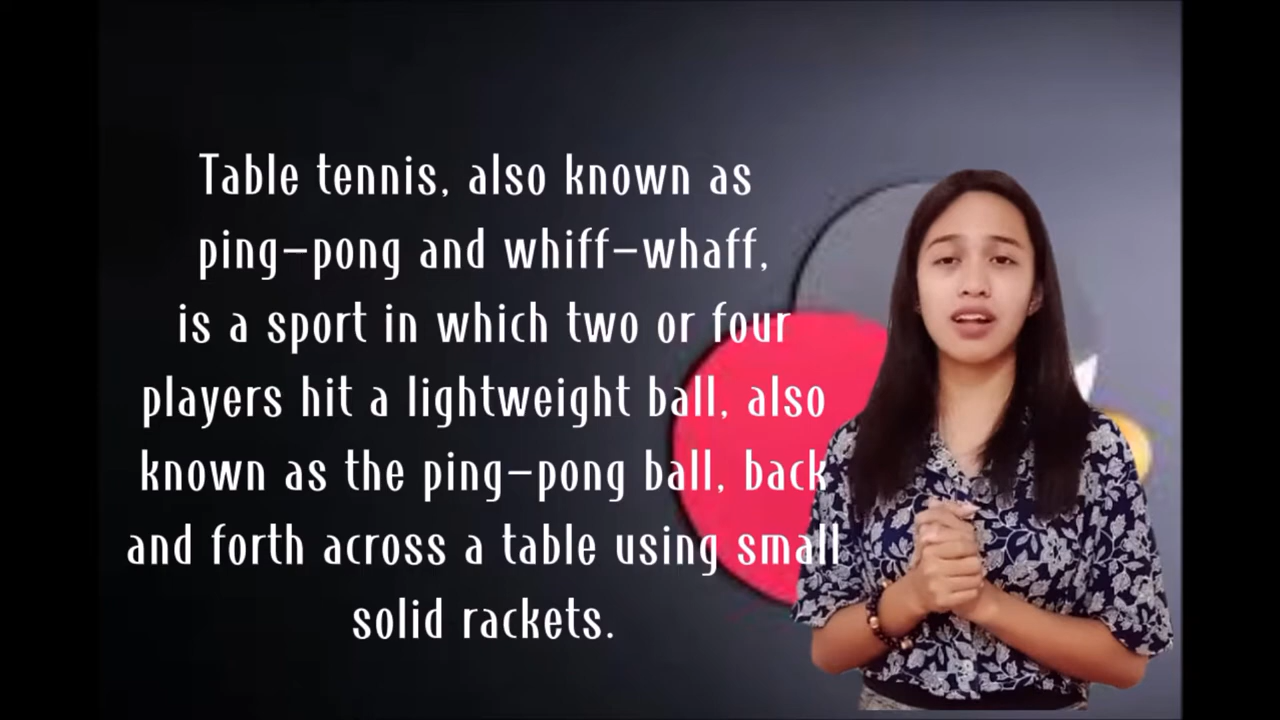 Table tennis, also known as
ping-pong and whiff-whaff,
is a sport in which two or four
players hit a lightweight ball, also
known as the ping-pong ball, back
and forth across a table using small
solid rackets.